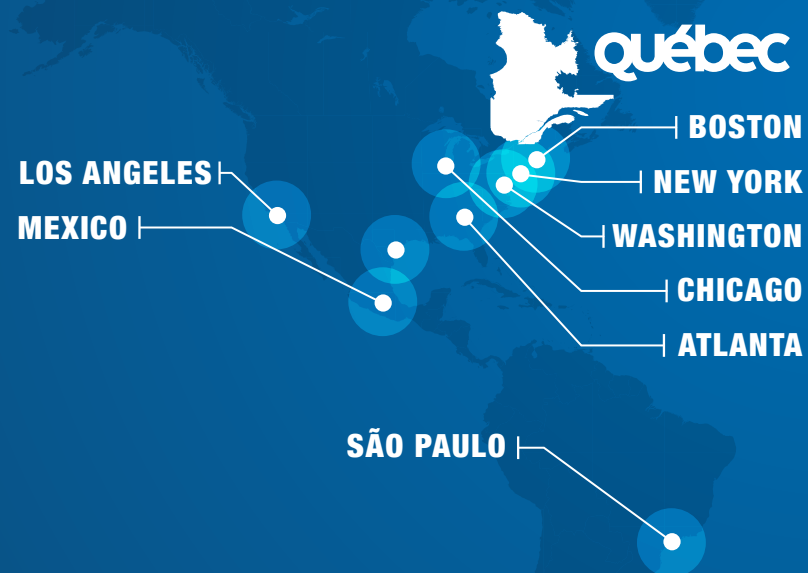 québec
BOSTON
LOS ANGELES
NEW YORK
MEXICO
WASHINGTON
CHICAGO
ATLANTA
SÃO PAULO